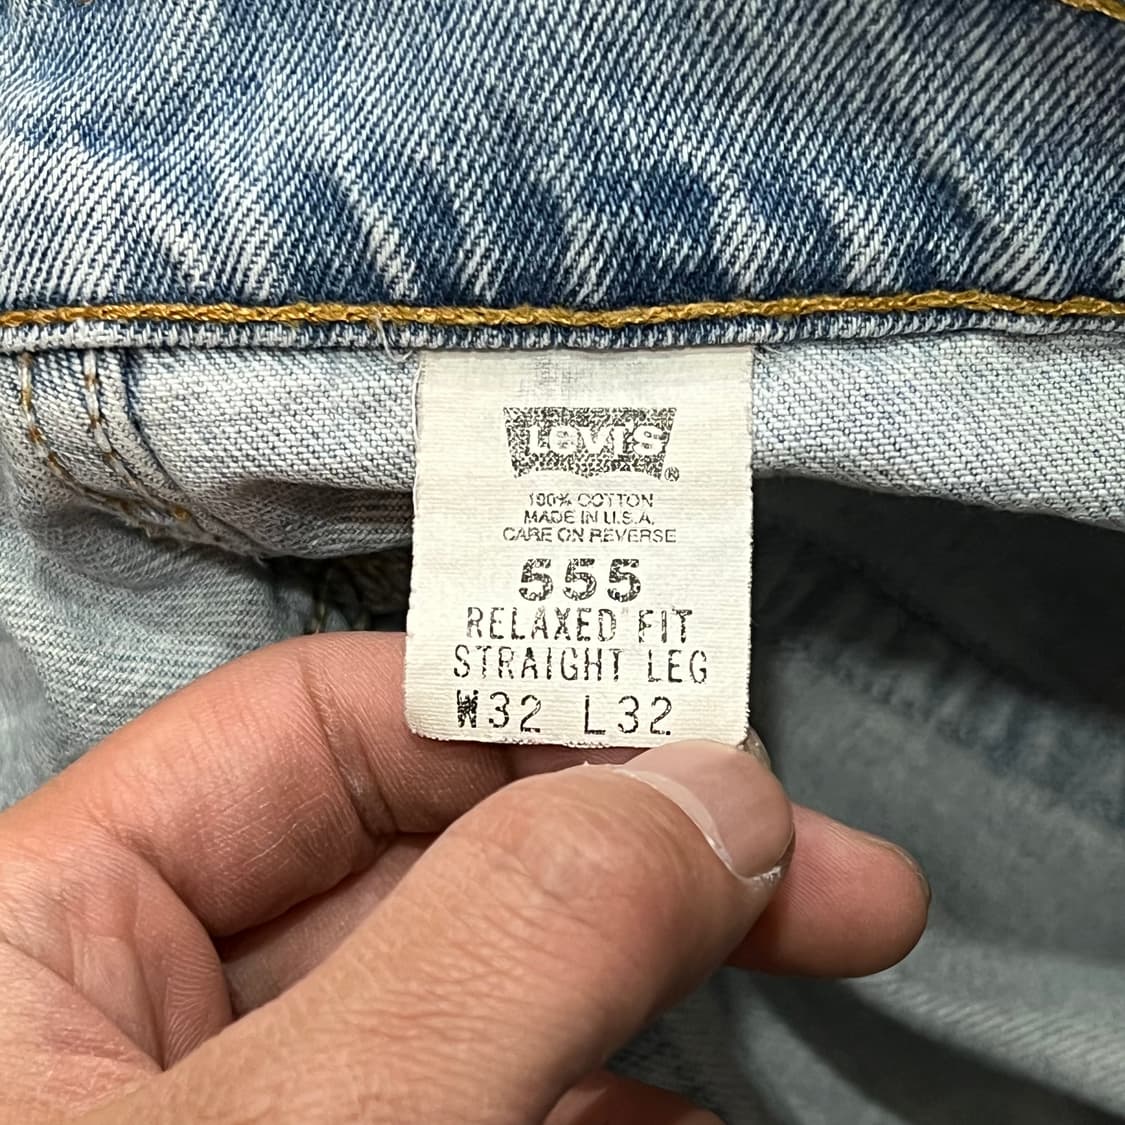 Levi's ®
100% COTTON
MADE IN U.S.A.
CARE ON REVERSE
555
RELAXED FIT
STRAIGHT LEG
W32 L32